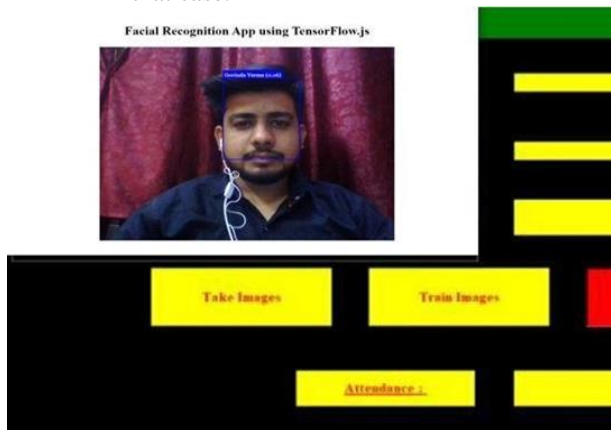 Facial Recognition App using TensorFlow.js
Take Images
Train Images
Attendance :